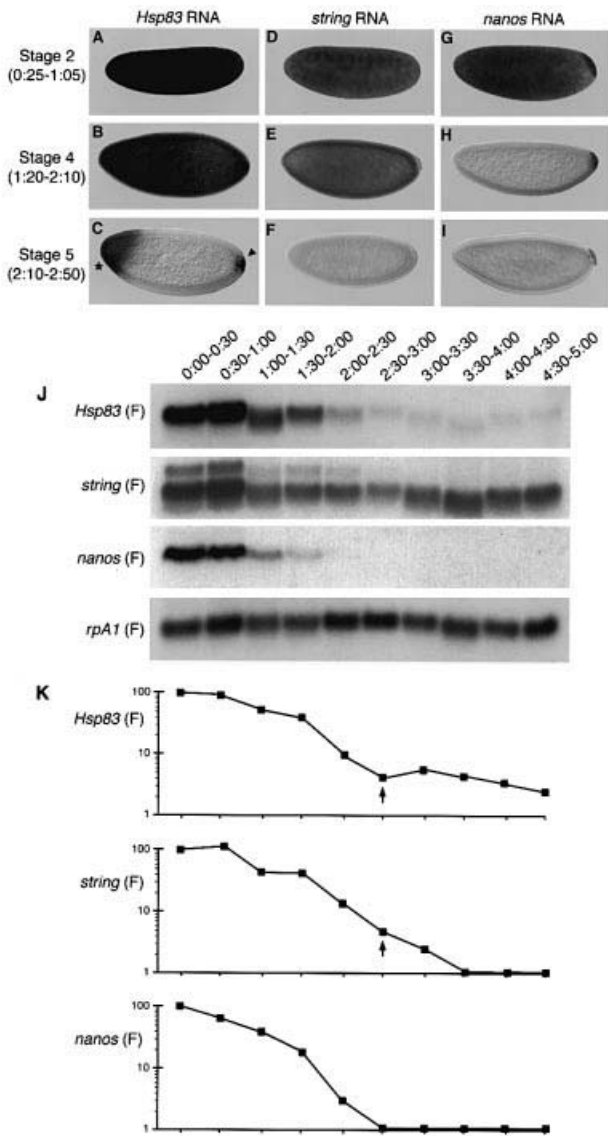 Hsp83 RNA string RNA nanos RNA
Stage 2
(0:25-1:05)
A D G
Stage 4
(1:20-2:10)
B E H
Stage 5
(2:10-2:50)
C F I
*
0:00-0:30 0:30-1:00 1:00-1:30 1:30-2:00 2:00-2:30 2:30-3:00 3:00-3:30 3:30-4:00 4:00-4:30 4:30-5:00
J
Hsp83 (F)
string (F)
nanos (F)
rpA1 (F)
K
100
Hsp83 (F)
10
1
100
string (F)
10
1
100
nanos (F)
10
1